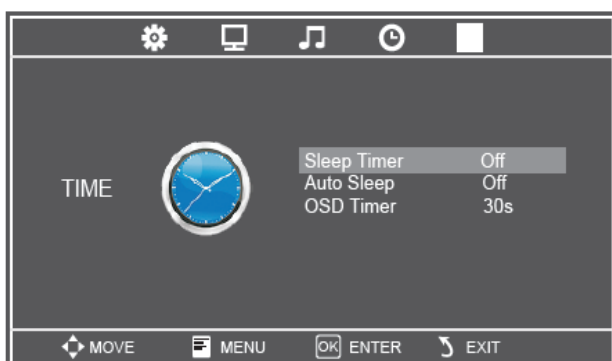 TIME
Sleep Timer Off
Auto Sleep Off
OSD Timer 30s
MOVE MENU OK ENTER EXIT